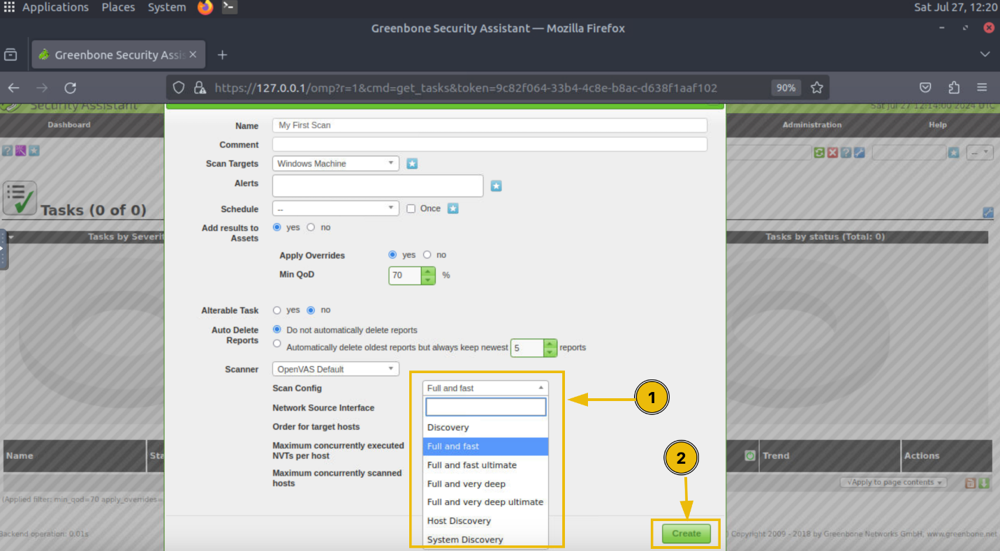 Applications Places System Sat Jul 27, 12:20
Greenbone Security Assistant — Mozilla Firefox
Greenbone Security Assis
https://127.0.0.1/omp?r=1&cmd=get_tasks&token=9c82f064-33b4-4c8e-b8ac-d638f1aaf102 90%
Security Assistant Sat Jul 27 12:14:00 2024 UTC
Dashboard Administration Help
Name My First Scan
Comment
Scan Targets Windows Machine
--
Alerts
Tasks (0 of 0)
Schedule -- Once
Add results to Assets yes no
Tasks by Severit Tasks by status (Total: 0)
Apply Overrides yes no
Min QoD 70 %
Alterable Task yes no
Auto Delete Reports Do not automatically delete reports
Automatically delete oldest reports but always keep newest 5 reports
Scanner OpenVAS Default
Scan Config Full and fast
1
Network Source Interface
Order for target hosts Discovery
Maximum concurrently executed
NVTs per host
Full and fast
Name Sta Trend Actions
2
Full and fast ultimate
Maximum concurrently scanned
hosts
Full and very deep
√Apply to page contents
(Applied filter: min_qod=70 apply_overrides=
Full and very deep ultimate
Host Discovery
Backend operation: 0.01s
System Discovery
Create
Copyright 2009 - 2018 by Greenbone Networks GmbH, www.greenbone.net